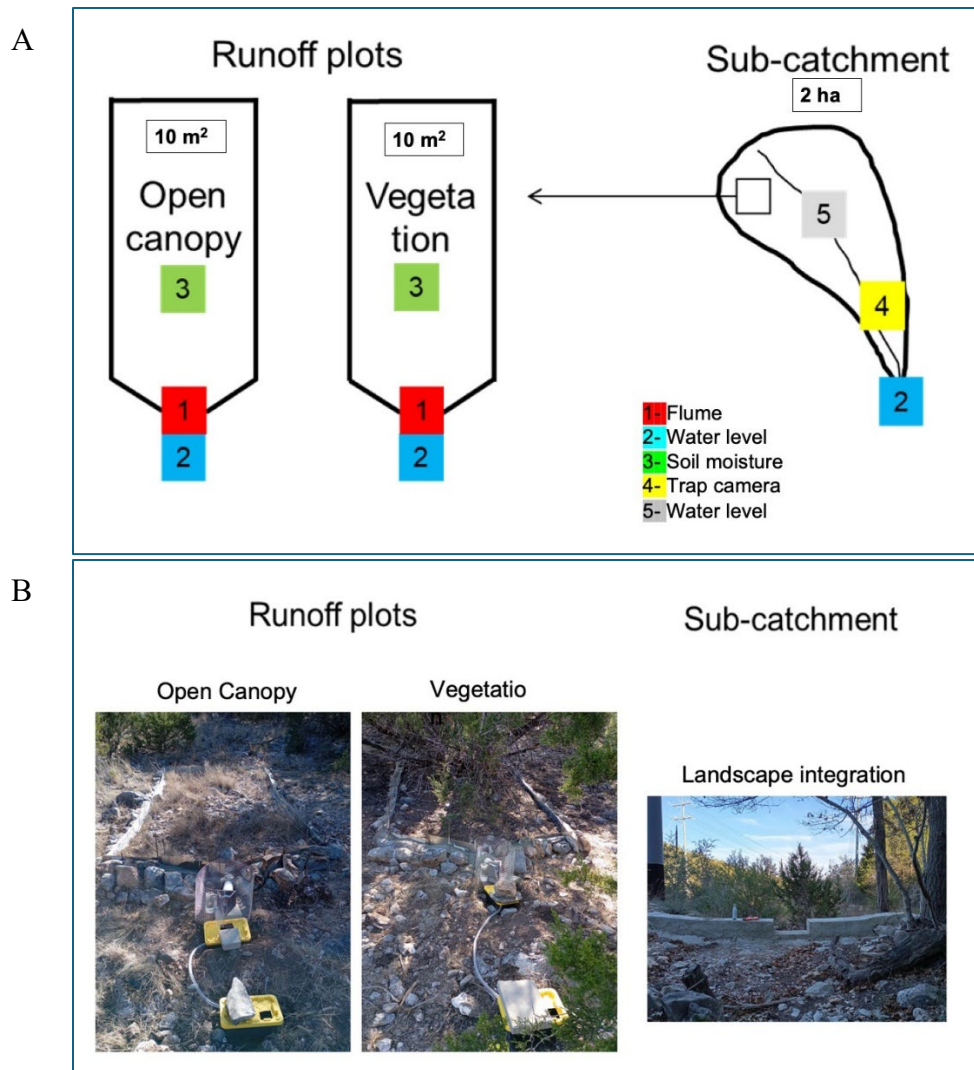 A
Runoff plots
Sub-catchment
2 ha
10 m²
10 m²
Open
canopy
Vegeta
tion
3
3
5
4
1
1
2
2
2
1- Flume
2- Water level
3- Soil moisture
4- Trap camera
5- Water level
B
Runoff plots
Sub-catchment
Open Canopy
Vegetatio
Landscape integration